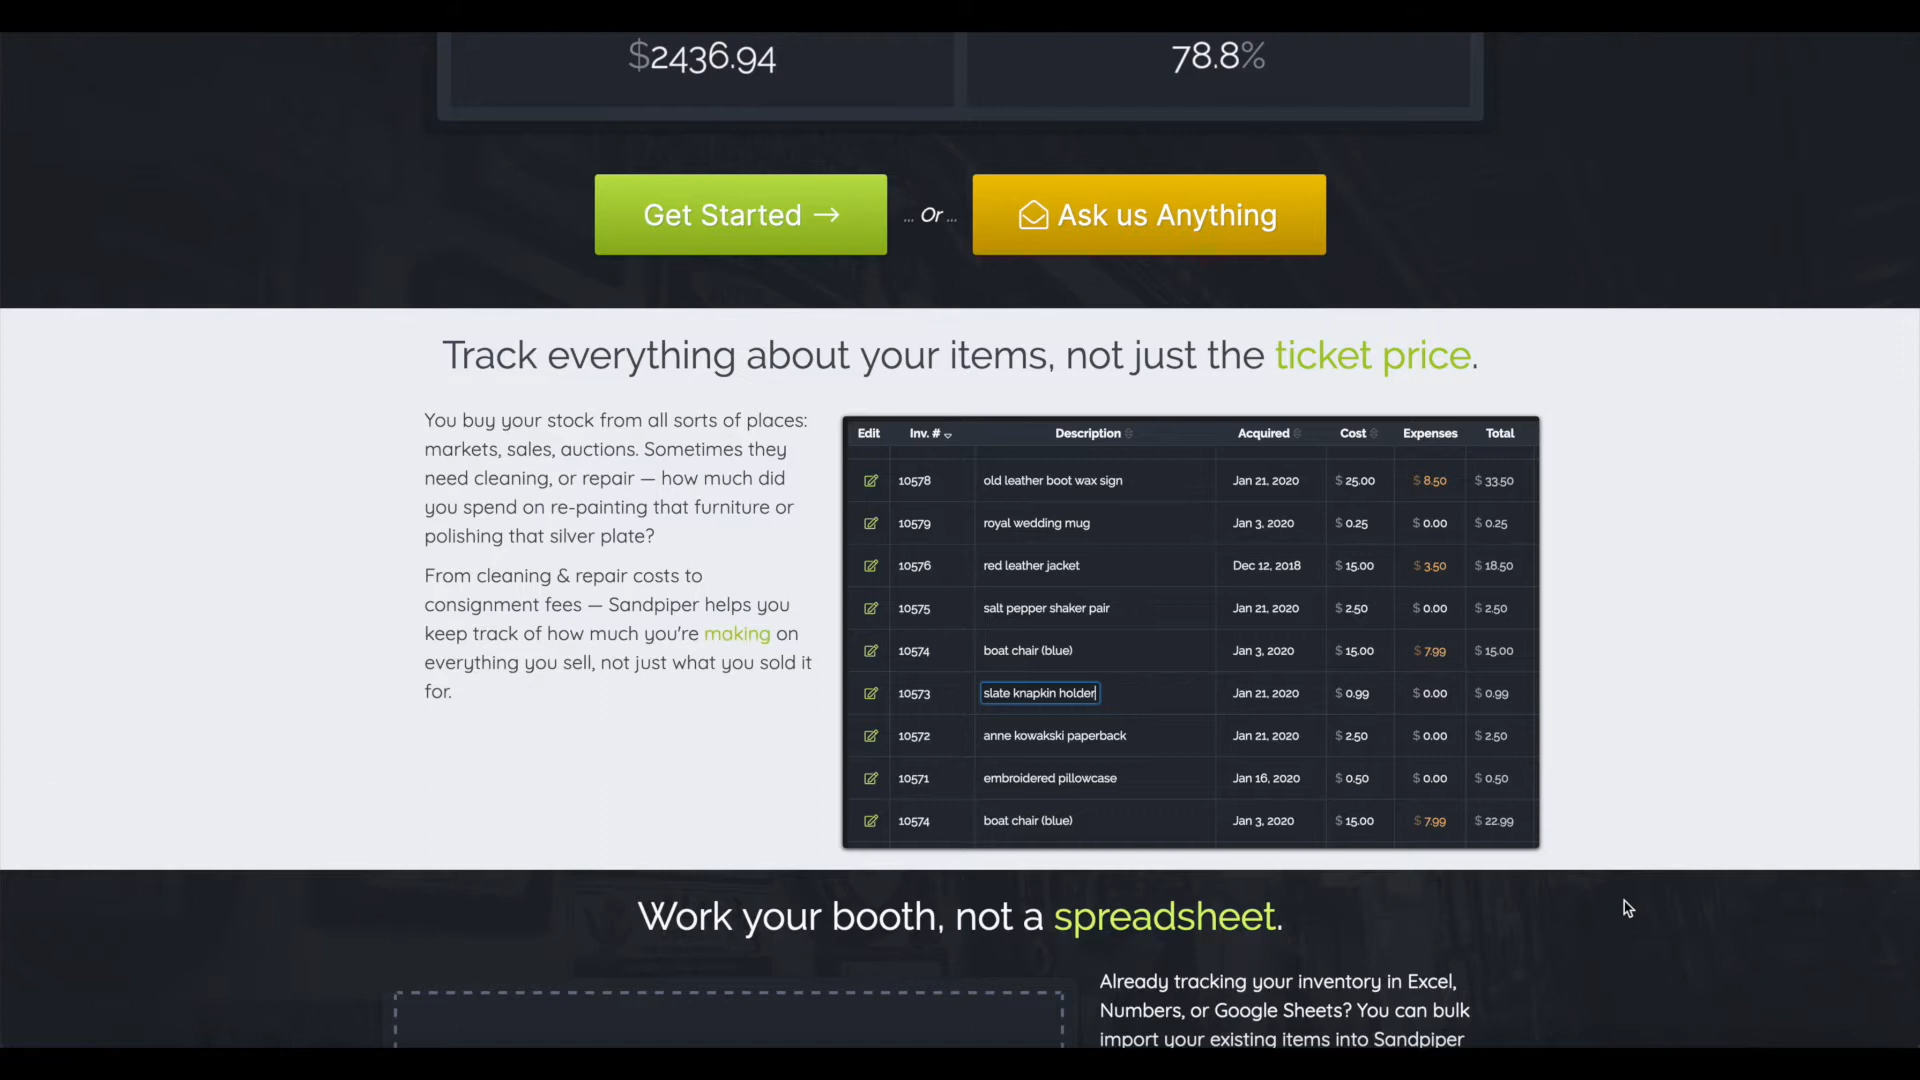 $2436.94 78.8%
Get Started → ... Or ... Ask us Anything
Track everything about your items, not just the ticket price.
You buy your stock from all sorts of places:
markets, sales, auctions. Sometimes they
need cleaning, or repair — how much did
you spend on re-painting that furniture or
polishing that silver plate?
From cleaning & repair costs to
consignment fees — Sandpiper helps you
keep track of how much you're making on
everything you sell, not just what you sold it
for.
Edit Inv. # Description Acquired Cost Expenses Total
10578 old leather boot wax sign Jan 21, 2020 $ 25.00 $ 8.50 $ 33.50
10579 royal wedding mug Jan 3, 2020 $ 0.25 $ 0.00 $ 0.25
10576 red leather jacket Dec 12, 2018 $ 15.00 $ 3.50 $ 18.50
10575 salt pepper shaker pair Jan 21, 2020 $ 2.50 $ 0.00 $ 2.50
10574 boat chair (blue) Jan 3, 2020 $ 15.00 $ 7.99 $ 15.00
10573 slate knapkin holder Jan 21, 2020 $ 0.99 $ 0.00 $ 0.99
10572 anne kowakski paperback Jan 21, 2020 $ 2.50 $ 0.00 $ 2.50
10571 embroidered pillowcase Jan 16, 2020 $ 0.50 $ 0.00 $ 0.50
10574 boat chair (blue) Jan 3, 2020 $ 15.00 $ 7.99 $ 22.99
Work your booth, not a spreadsheet.
Already tracking your inventory in Excel,
Numbers, or Google Sheets? You can bulk
import your existing items into Sandpiper